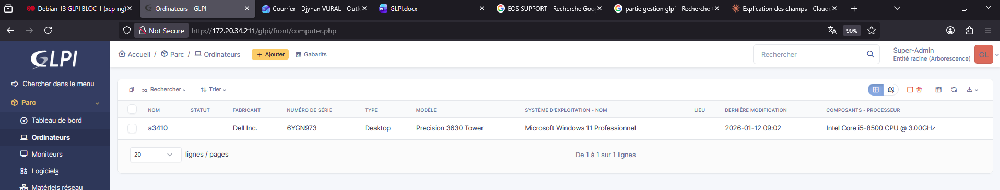 Debian 13 GLPI BLOC 1 (xcp-ng)
Ordinateurs - GLPI
Courrier - Djyhan VURAL - Outl
GLPI.docx
EOS SUPPORT - Recherche Goo
partie gestion glpi - Recherche
Explication des champs - Claud
Not Secure http://172.20.34.211/glpi/front/computer.php 90%
GLPI
Accueil / Parc / Ordinateurs + Ajouter Gabarits Rechercher
Super-Admin
Entité racine (Arborescence)
GL
Chercher dans le menu
Parc
Tableau de bord
Ordinateurs
Moniteurs
Logiciels
Matériels réseau
Rechercher Trier
NOM STATUT FABRICANT NUMÉRO DE SÉRIE TYPE MODÈLE SYSTÈME D'EXPLOITATION - NOM LIEU DERNIÈRE MODIFICATION COMPOSANTS - PROCESSEUR
a3410 Dell Inc. 6YGN973 Desktop Precision 3630 Tower Microsoft Windows 11 Professionnel 2026-01-12 09:02 Intel Core i5-8500 CPU @ 3.00GHz
20 lignes / pages De 1 à 1 sur 1 lignes